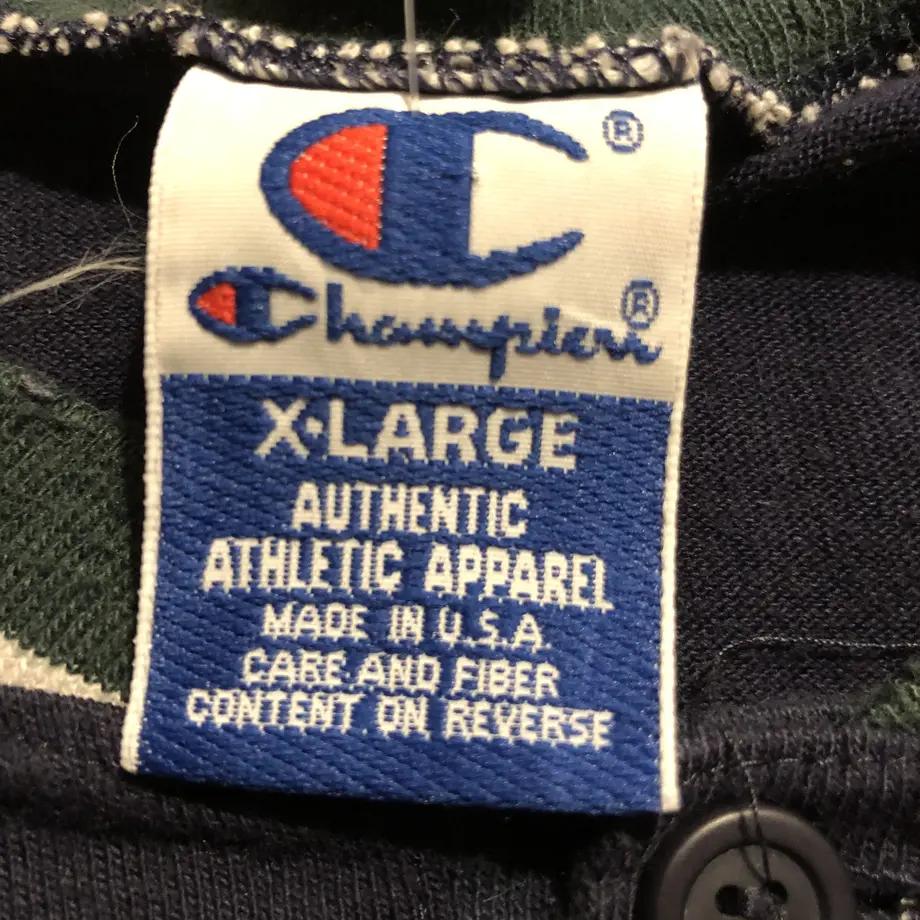 ®
Champion®
X-LARGE
AUTHENTIC
ATHLETIC APPAREL
MADE IN U.S.A.
CARE AND FIBER
CONTENT ON REVERSE